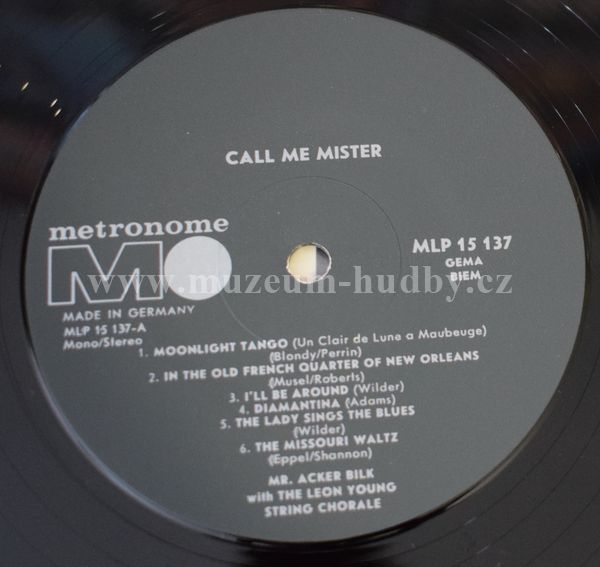 CALL ME MISTER
metronome
MLP 15 137
GEMA
BIEM
www.muzeum-hudby.cz
MADE IN GERMANY
MLP 15 137-A
Mono/Stereo
1. MOONLIGHT TANGO (Un Clair de Lune a Maubeuge)
(Blondy/Perrin)
2. IN THE OLD FRENCH QUARTER OF NEW ORLEANS
(Musel/Roberts)
3. I'LL BE AROUND (Wilder)
4. DIAMANTINA (Adams)
5. THE LADY SINGS THE BLUES
(Wilder)
6. THE MISSOURI WALTZ
(Eppel/Shannon)
MR. ACKER BILK
with THE LEON YOUNG
STRING CHORALE